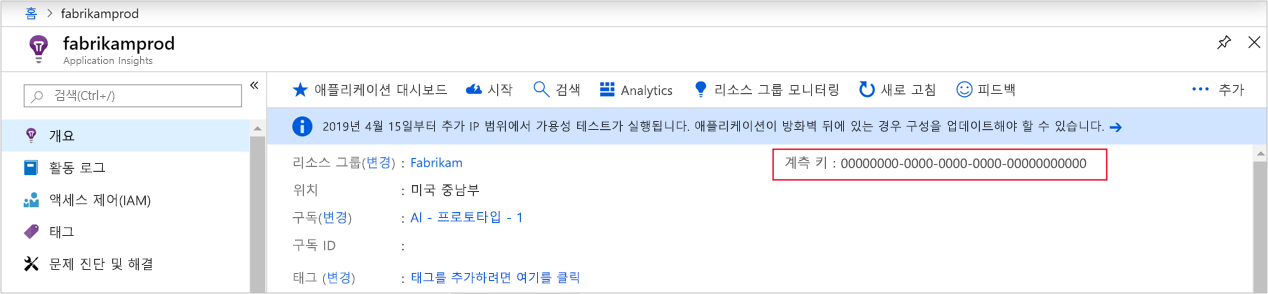 홈 > fabrikamprod
fabrikamprod
Application Insights
검색(Ctrl+/)
«
개요
활동 로그
액세스 제어(IAM)
태그
문제 진단 및 해결
애플리케이션 대시보드 시작 검색 Analytics 리소스 그룹 모니터링 새로 고침 피드백 ··· 추가
2019년 4월 15일부터 추가 IP 범위에서 가용성 테스트가 실행됩니다. 애플리케이션이 방화벽 뒤에 있는 경우 구성을 업데이트해야 할 수 있습니다. →
리소스 그룹(변경) : Fabrikam
계측 키 : 00000000-0000-0000-0000-00000000000
위치 : 미국 중남부
구독(변경) : AI - 프로토타입 - 1
구독 ID :
태그 (변경) : 태그를 추가하려면 여기를 클릭